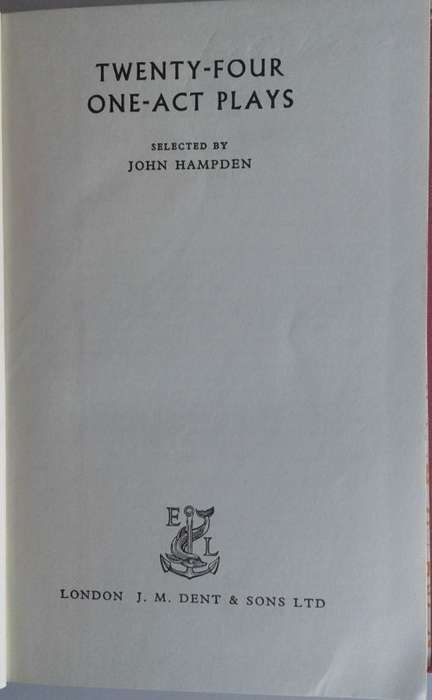 TWENTY-FOUR
ONE-ACT PLAYS
SELECTED BY
JOHN HAMPDEN
E
L
LONDON J. M. DENT & SONS LTD